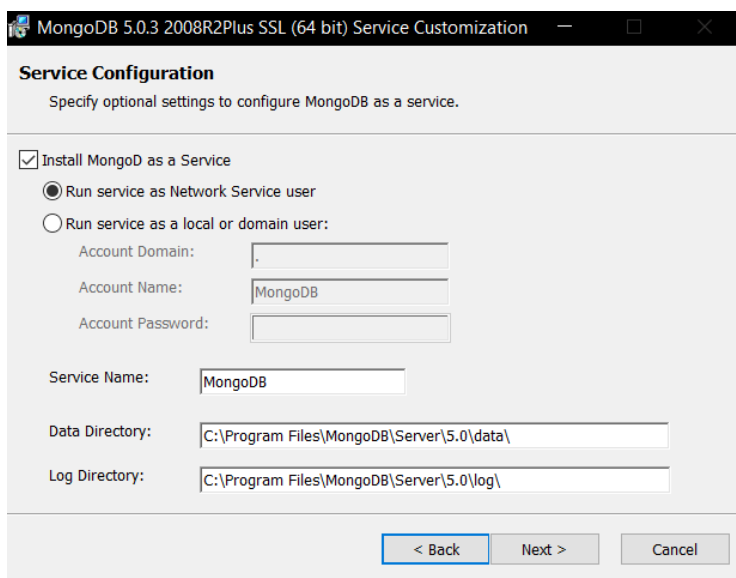 MongoDB 5.0.3 2008R2Plus SSL (64 bit) Service Customization
Service Configuration
Specify optional settings to configure MongoDB as a service.
Install MongoD as a Service
Run service as Network Service user
Run service as a local or domain user:
Account Domain: .
Account Name: MongoDB
Account Password:
Service Name: MongoDB
Data Directory: C:\Program Files\MongoDB\Server\5.0\data\
Log Directory: C:\Program Files\MongoDB\Server\5.0\log\
< Back Next > Cancel